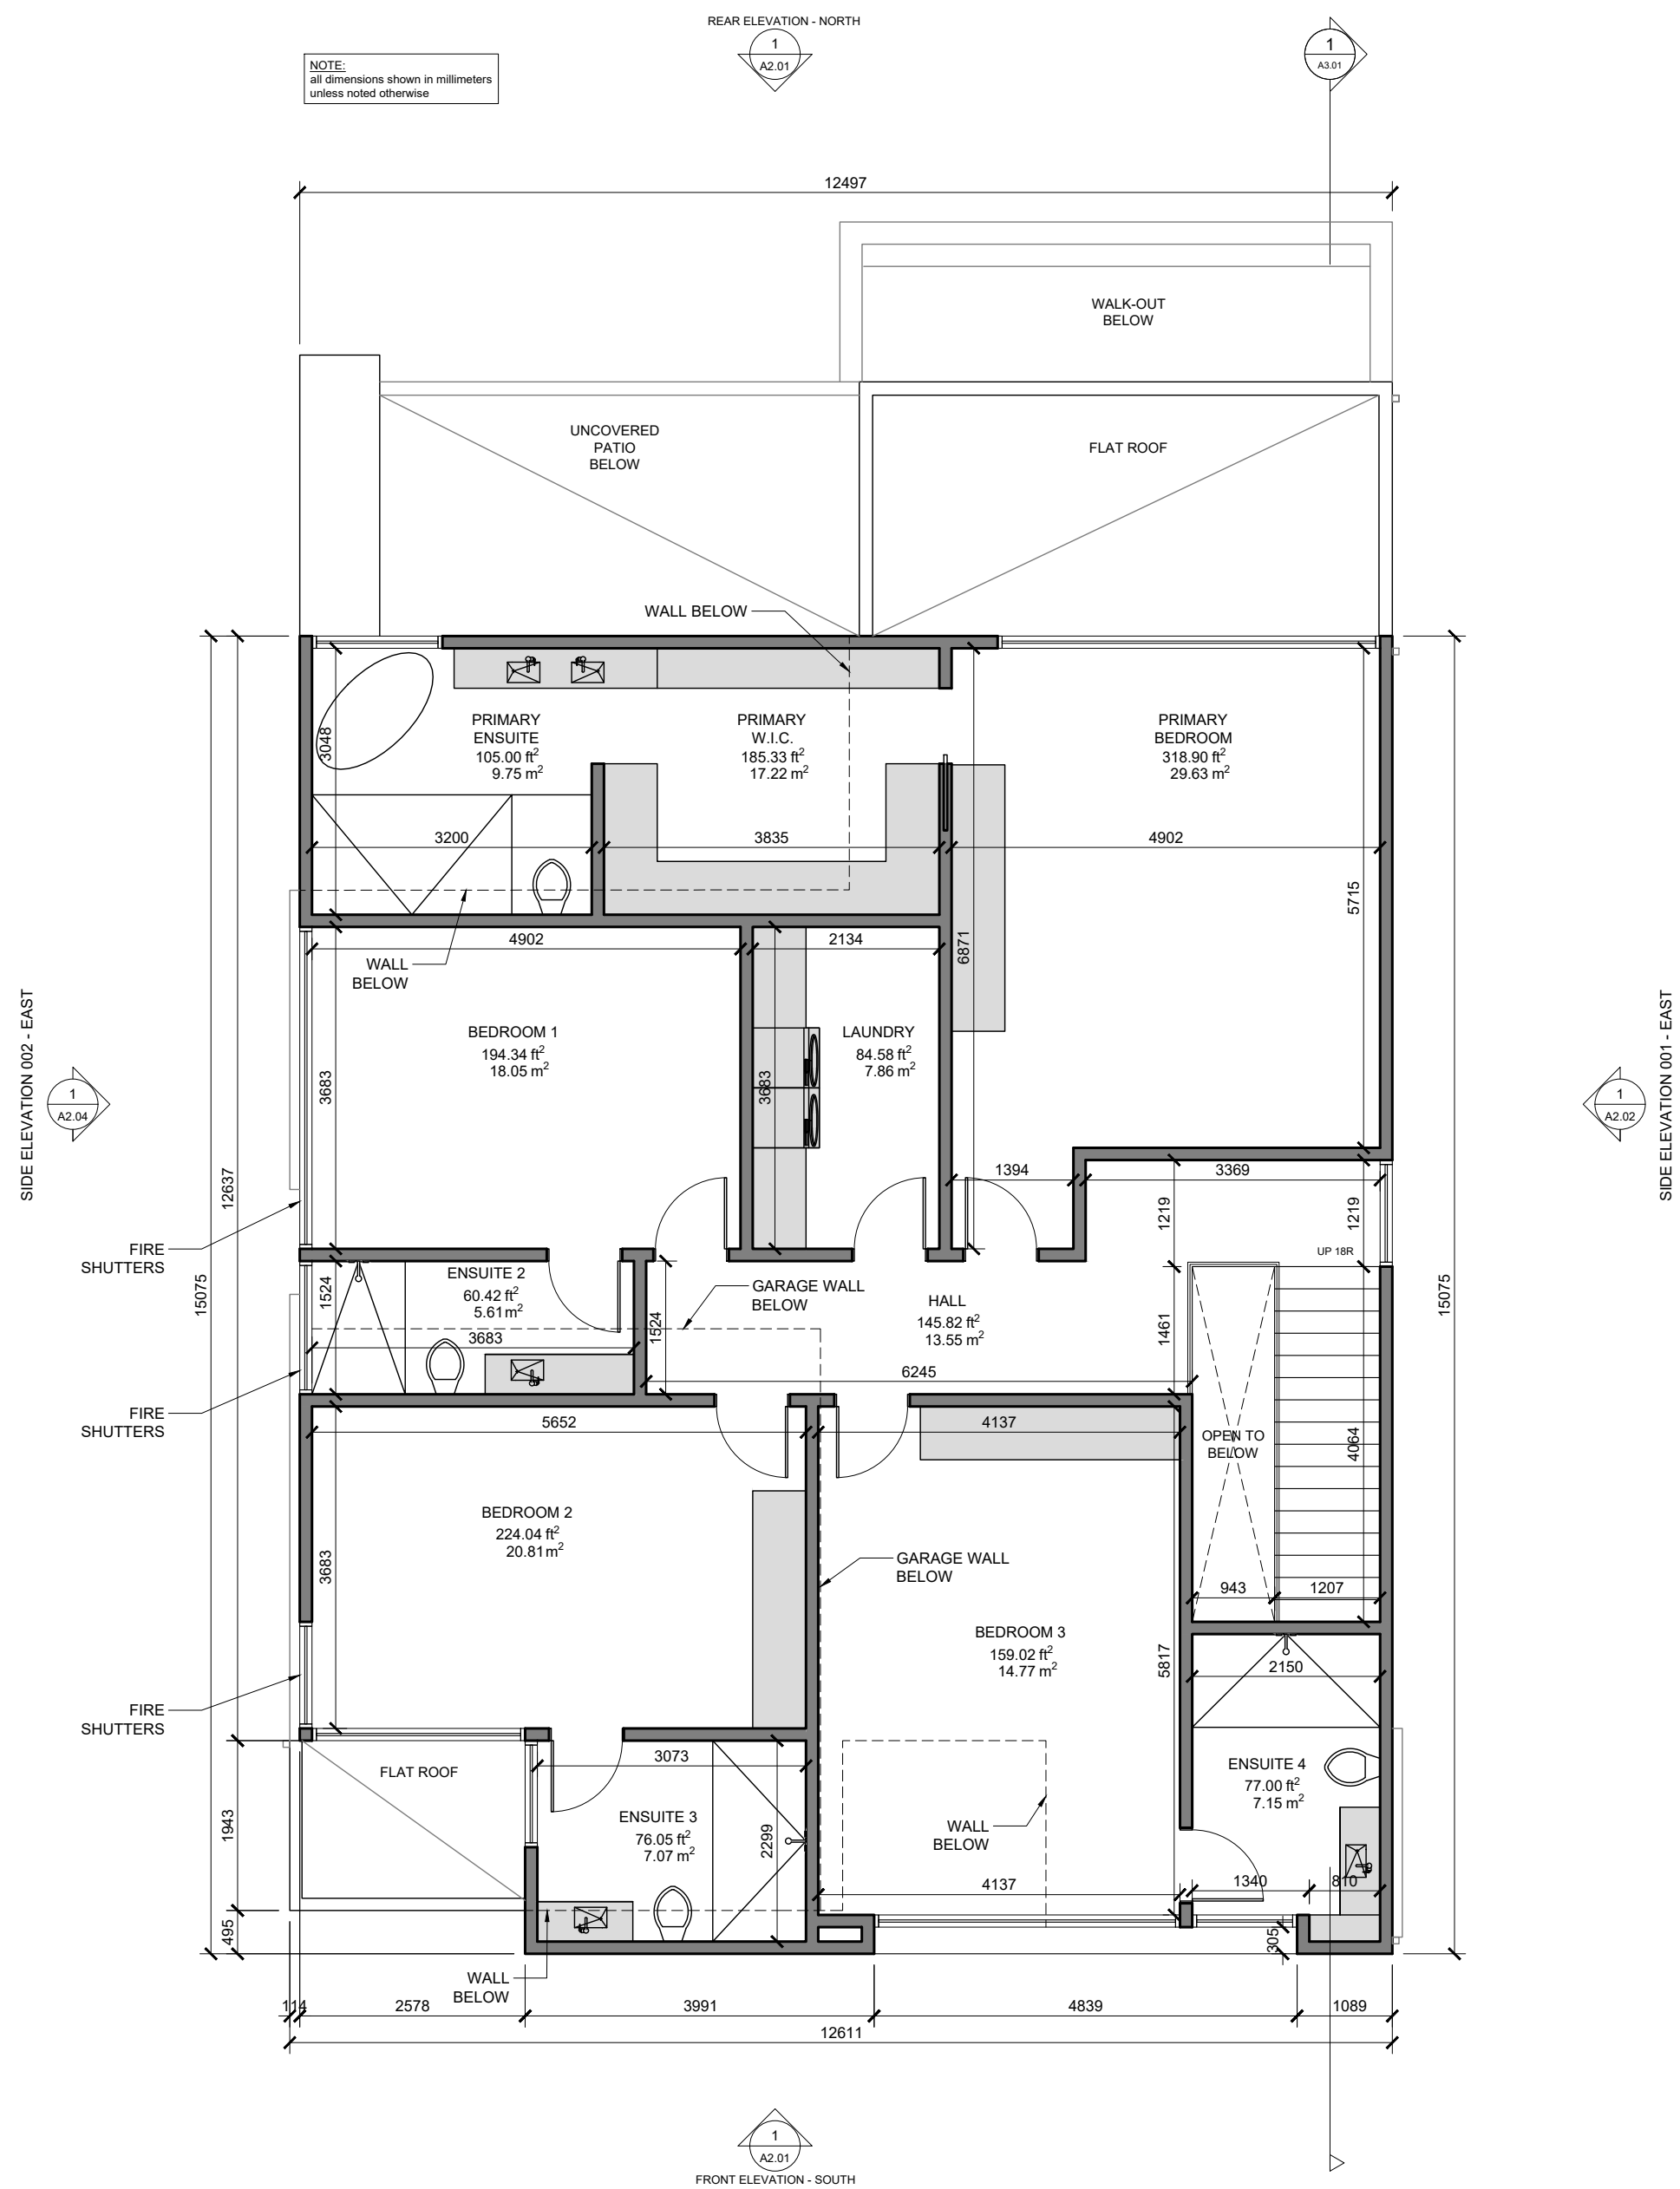 REAR ELEVATION - NORTH
1
A2.01
1
A3.01
NOTE:
all dimensions shown in millimeters
unless noted otherwise
12497
WALK-OUT
BELOW
UNCOVERED
PATIO
BELOW
FLAT ROOF
WALL BELOW
PRIMARY
ENSUITE
105.00 ft²
9.75 m²
3048
PRIMARY
W.I.C.
185.33 ft²
17.22 m²
PRIMARY
BEDROOM
318.90 ft²
29.63 m²
3200
3835
4902
5715
6871
4902
2134
WALL
BELOW
BEDROOM 1
194.34 ft²
18.05 m²
3683
LAUNDRY
84.58 ft²
7.86 m²
3683
SIDE ELEVATION 002 - EAST
1
A2.04
SIDE ELEVATION 001 - EAST
1
A2.02
15075
12637
15075
1394
3369
1219
1219
UP 18R
FIRE
SHUTTERS
ENSUITE 2
60.42 ft²
5.61 m²
1524
3683
1524
GARAGE WALL
BELOW
HALL
145.82 ft²
13.55 m²
1461
6245
FIRE
SHUTTERS
5652
4137
OPEN TO
BELOW
4064
BEDROOM 2
224.04 ft²
20.81 m²
3683
GARAGE WALL
BELOW
943
1207
BEDROOM 3
159.02 ft²
14.77 m²
5817
2150
FIRE
SHUTTERS
FLAT ROOF
3073
ENSUITE 3
76.05 ft²
7.07 m²
2299
WALL
BELOW
ENSUITE 4
77.00 ft²
7.15 m²
1943
4137
1340
810
495
305
WALL
BELOW
114
2578
3991
4839
1089
12611
1
A2.01
FRONT ELEVATION - SOUTH